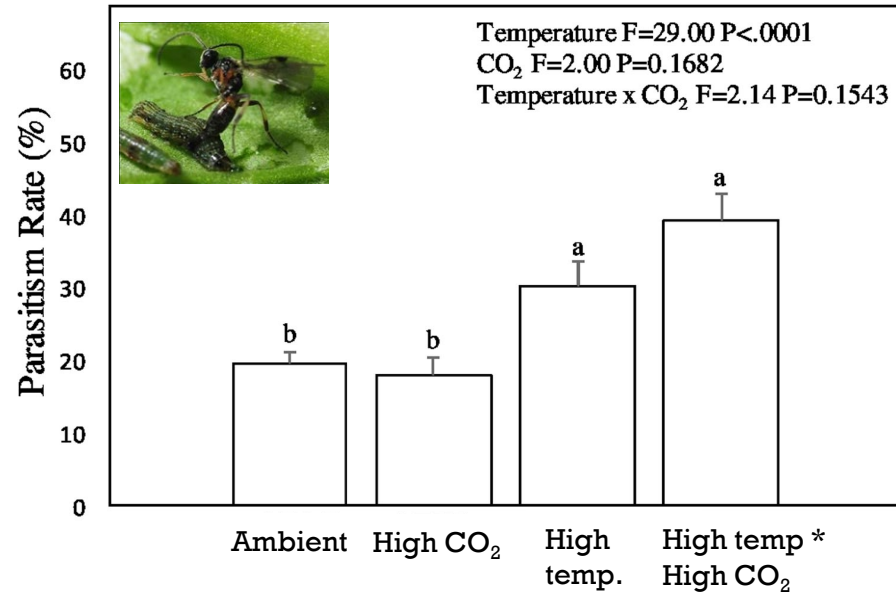 Temperature F=29.00 P<.0001
CO₂ F=2.00 P=0.1682
Temperature x CO₂ F=2.14 P=0.1543
Parasitism Rate (%)
60
50
40
30
20
10
0
b
b
a
a
Ambient
High CO₂
High
temp.
High temp *
High CO₂